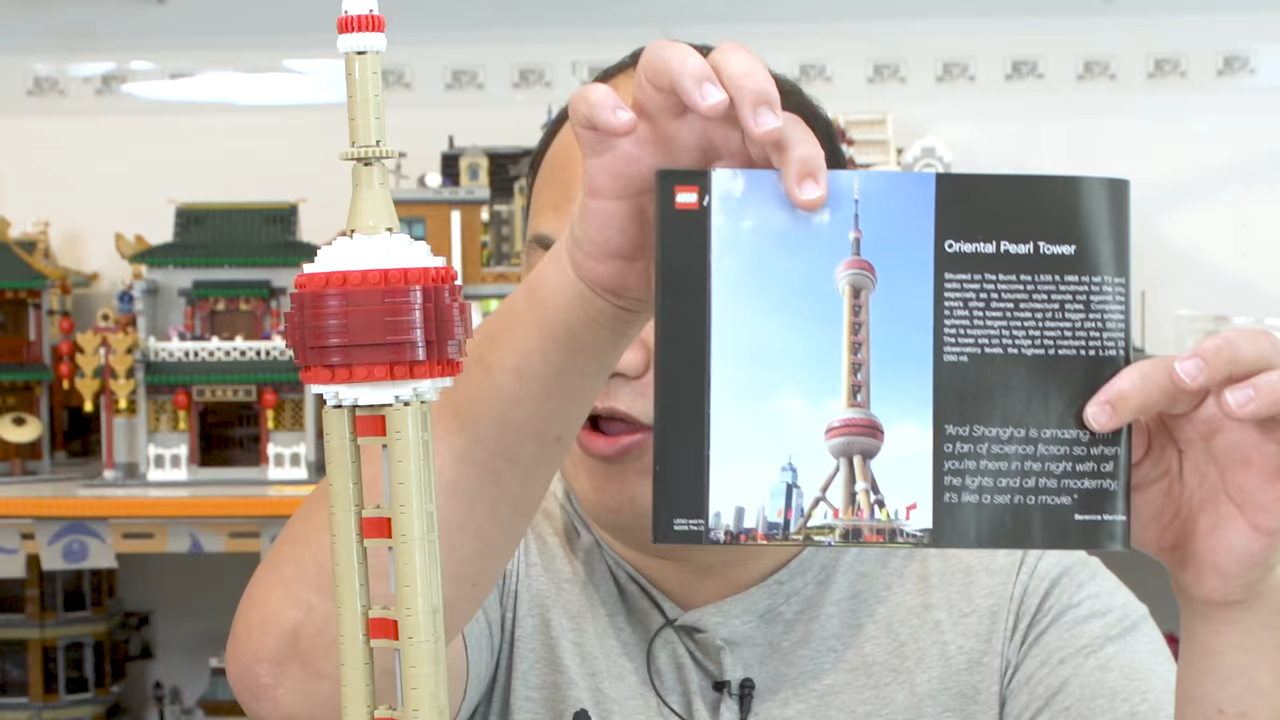 LEGO
Oriental Pearl Tower
Situated on The Bund, this 1,535 ft. (468 m) tall TV and
radio tower has become an iconic landmark for the city
especially as its futuristic style stands out against the
area's other diverse architectural styles. Completed
in 1994, the tower is made up of 11 bigger and smaller
spheres, the largest one with a diameter of 164 ft. (50 m)
that is supported by legs that reach far into the ground.
The tower sits on the edge of the riverbank and has 15
observatory levels, the highest of which is at 1,148 ft.
(350 m).
"And Shanghai is amazing. I'm
a fan of science fiction so when
you're there in the night with all
the lights and all this modernity,
it's like a set in a movie."
Berenice